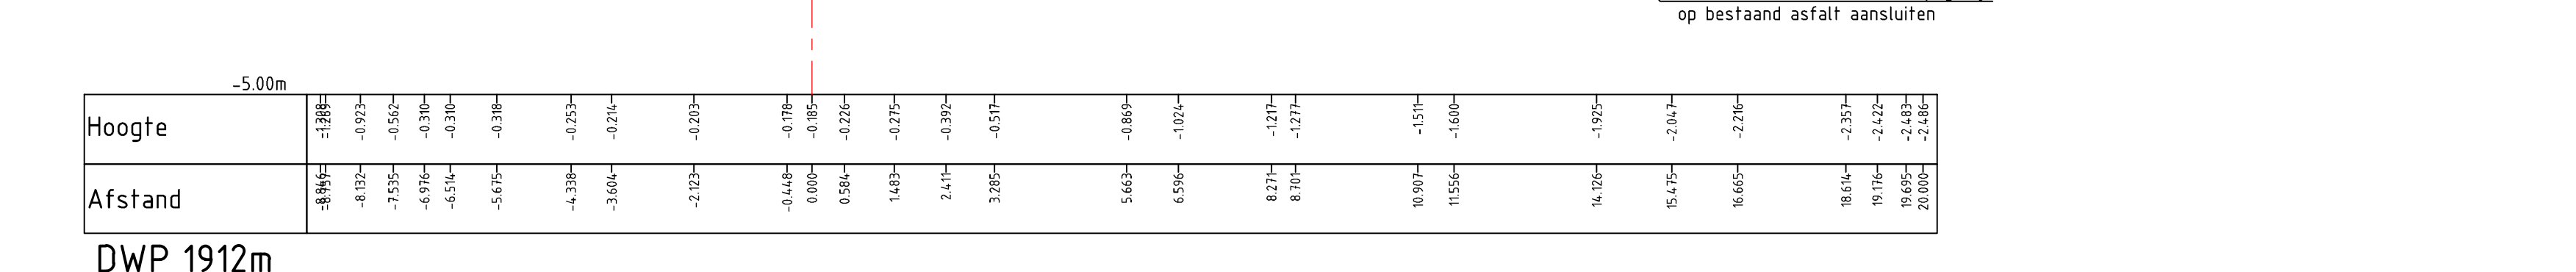 op bestaand asfalt aansluiten
-5.00m
Hoogte -0.923 -0.562 -0.310 -0.310 -0.318 -0.253 -0.214 -0.203 -0.178 -0.185 -0.226 -0.275 -0.392 -0.517 -0.869 -1.024 -1.217 -1.277 -1.511 -1.600 -1.925 -2.047 -2.216 -2.357 -2.422 -2.483 -2.486
Afstand -8.132 -7.535 -6.976 -6.514 -5.675 -4.338 -3.604 -2.123 -0.448 0.000 0.584 1.483 2.411 3.285 5.663 6.596 8.271 8.701 10.907 11.556 14.126 15.475 16.665 18.614 19.176 19.695 20.000
DWP 1912m